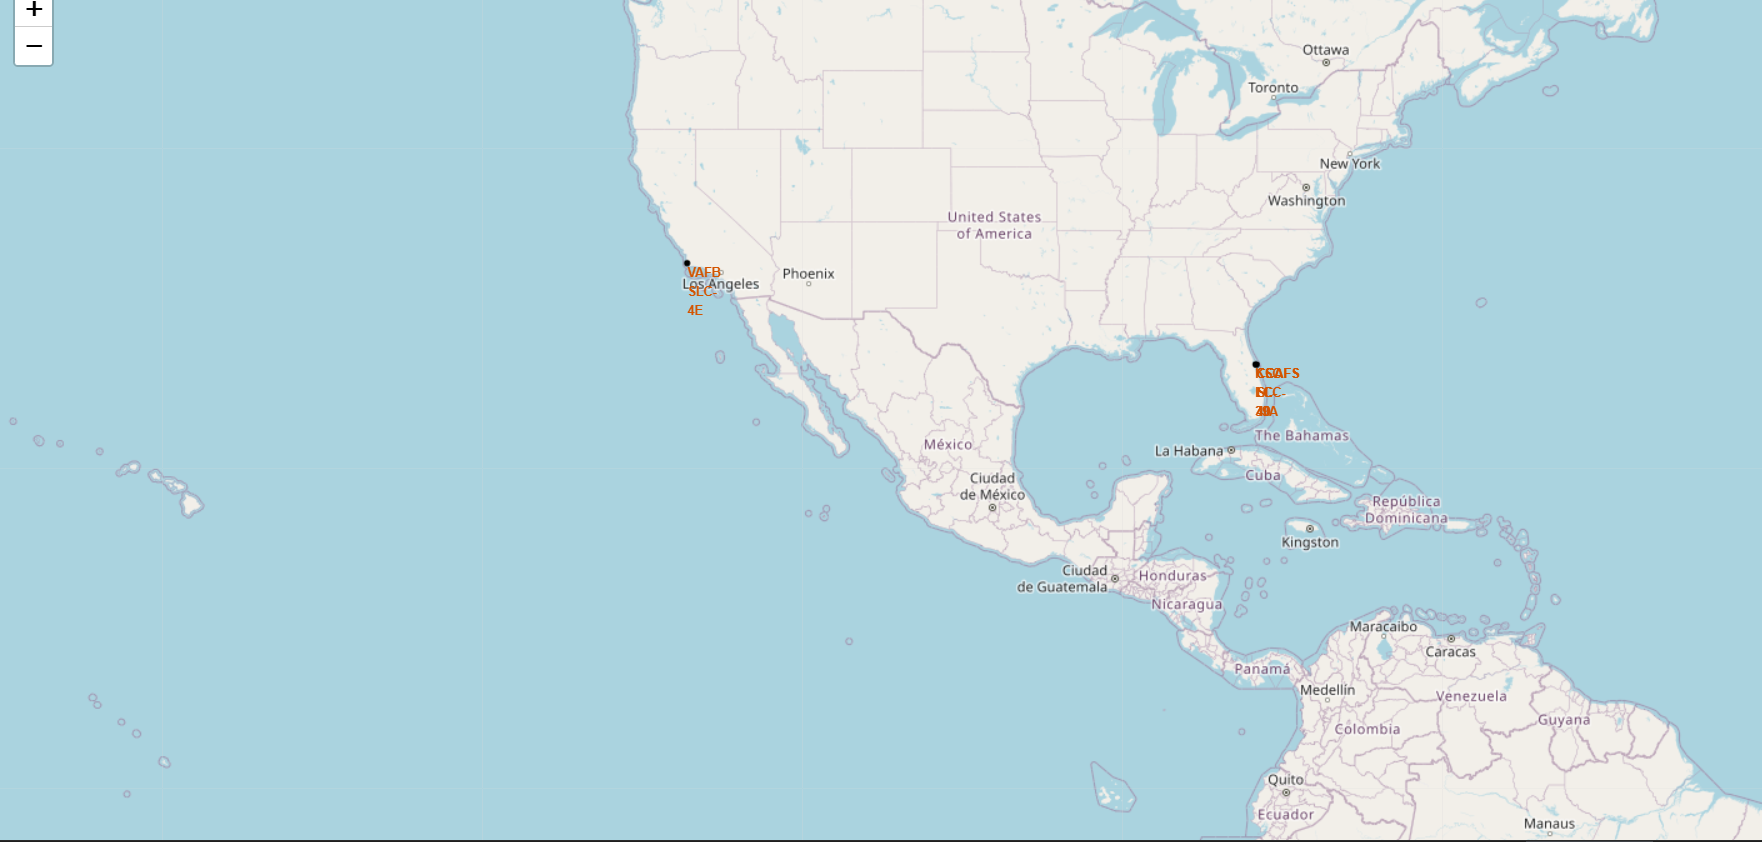 +
−
Ottawa
Toronto
New York
Washington
United States
of America
VAFB
SLC-
4E
Los Angeles
Phoenix
México
Ciudad
de México
La Habana
The Bahamas
Cuba
República
Dominicana
Kingston
Ciudad
de Guatemala
Honduras
Nicaragua
Maracaibo
Caracas
Panamá
Medellín
Venezuela
Guyana
Colombia
Quito
Ecuador
Manaus